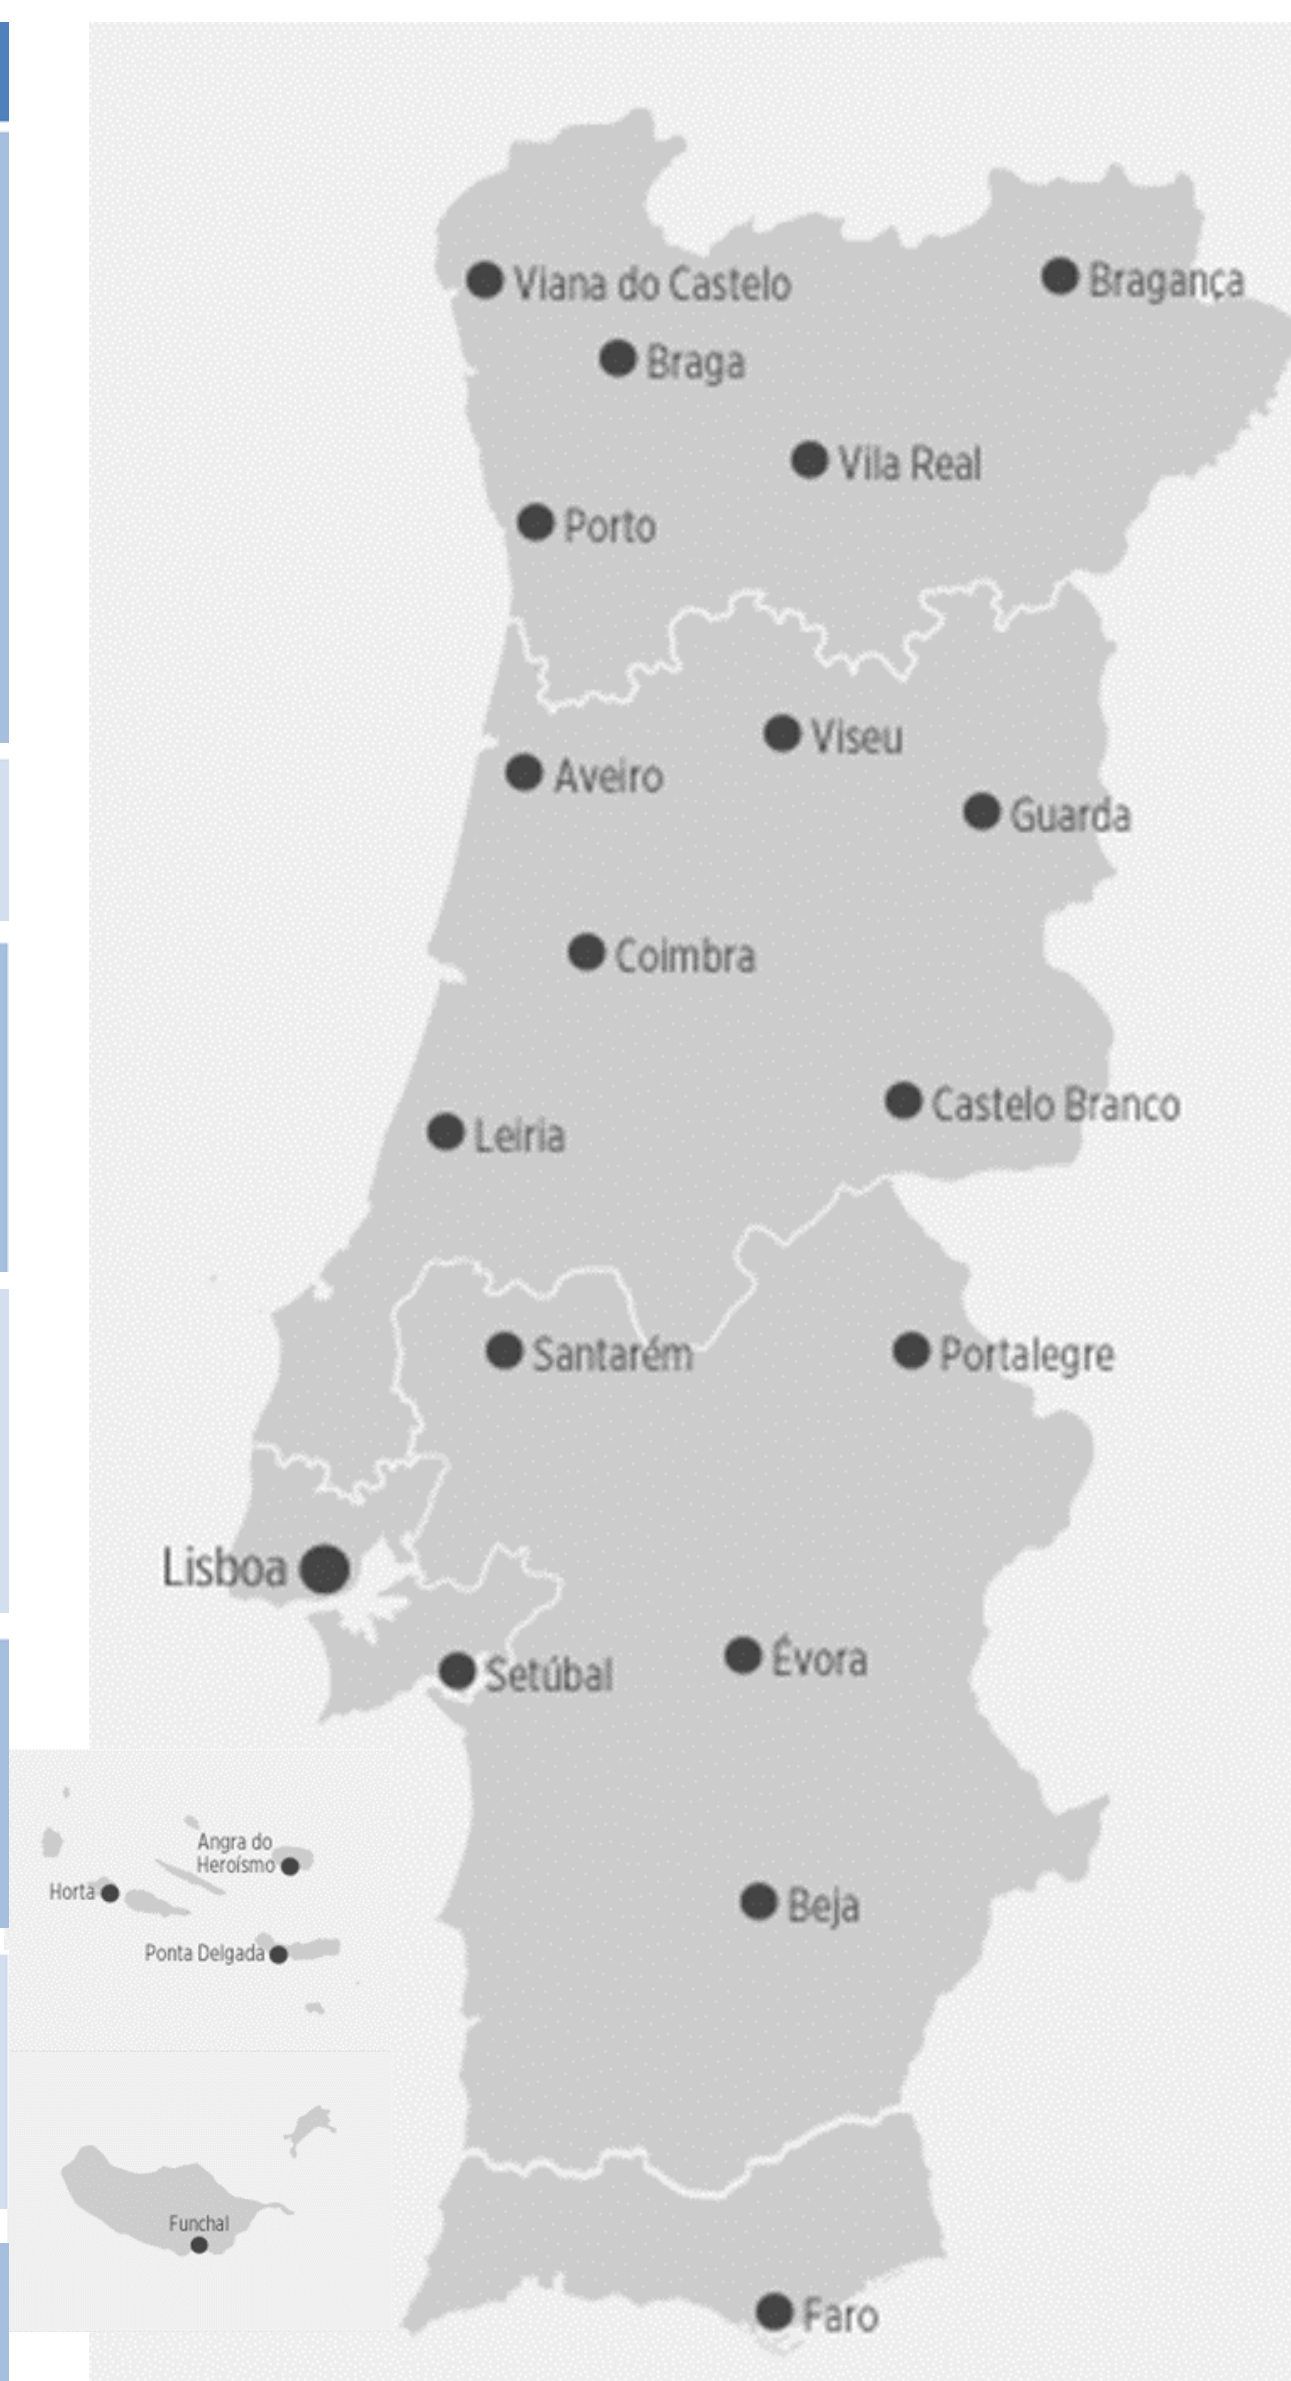 Viana do Castelo
Bragança
Braga
Vila Real
Porto
Viseu
Aveiro
Guarda
Coimbra
Castelo Branco
Leiria
Santarém
Portalegre
Lisboa
Setúbal
Évora
Angra do
Heroísmo
Horta
Beja
Ponta Delgada
Funchal
Faro